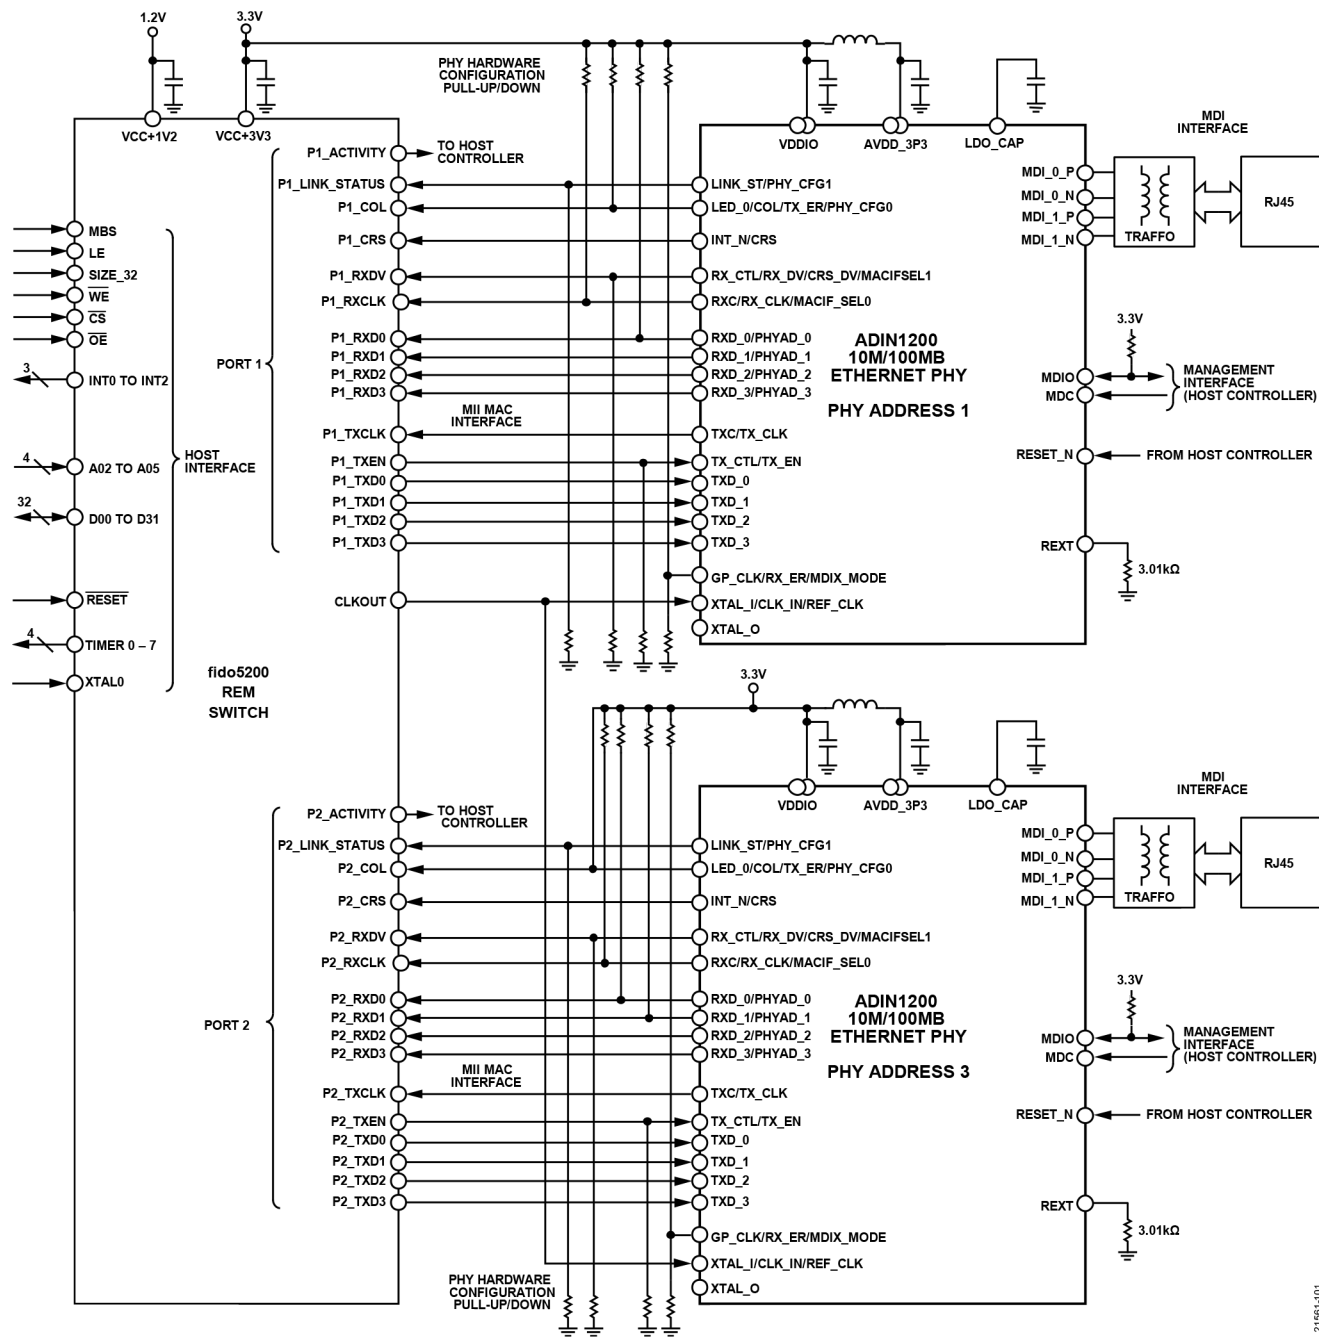 1.2V
3.3V
PHY HARDWARE
CONFIGURATION
PULL-UP/DOWN
VCC+1V2
VCC+3V3
VDDIO
AVDD_3P3
LDO_CAP
MDI
INTERFACE
P1_ACTIVITY
TO HOST
CONTROLLER
P1_LINK_STATUS
P1_COL
P1_CRS
P1_RXDV
P1_RXCLK
P1_RXD0
P1_RXD1
P1_RXD2
P1_RXD3
P1_TXCLK
P1_TXEN
P1_TXD0
P1_TXD1
P1_TXD2
P1_TXD3
CLKOUT
PORT 1
MII MAC
INTERFACE
MBS
LE
SIZE_32
WE
CS
OE
3
INT0 TO INT2
4
A02 TO A05
32
D00 TO D31
RESET
4
TIMER 0 – 7
XTAL0
HOST
INTERFACE
fido5200
REM
SWITCH
LINK_ST/PHY_CFG1
LED_0/COL/TX_ER/PHY_CFG0
INT_N/CRS
RX_CTL/RX_DV/CRS_DV/MACIFSEL1
RXC/RX_CLK/MACIF_SEL0
RXD_0/PHYAD_0
RXD_1/PHYAD_1
RXD_2/PHYAD_2
RXD_3/PHYAD_3
TXC/TX_CLK
TX_CTL/TX_EN
TXD_0
TXD_1
TXD_2
TXD_3
GP_CLK/RX_ER/MDIX_MODE
XTAL_I/CLK_IN/REF_CLK
XTAL_O
ADIN1200
10M/100MB
ETHERNET PHY
PHY ADDRESS 1
MDI_0_P
MDI_0_N
MDI_1_P
MDI_1_N
TRAFFO
RJ45
3.3V
MDIO
MDC
MANAGEMENT
INTERFACE
(HOST CONTROLLER)
RESET_N
FROM HOST CONTROLLER
REXT
3.01kΩ
3.3V
VDDIO
AVDD_3P3
LDO_CAP
MDI
INTERFACE
P2_ACTIVITY
TO HOST
CONTROLLER
P2_LINK_STATUS
P2_COL
P2_CRS
P2_RXDV
P2_RXCLK
P2_RXD0
P2_RXD1
P2_RXD2
P2_RXD3
P2_TXCLK
P2_TXEN
P2_TXD0
P2_TXD1
P2_TXD2
P2_TXD3
PORT 2
MII MAC
INTERFACE
PHY HARDWARE
CONFIGURATION
PULL-UP/DOWN
LINK_ST/PHY_CFG1
LED_0/COL/TX_ER/PHY_CFG0
INT_N/CRS
RX_CTL/RX_DV/CRS_DV/MACIFSEL1
RXC/RX_CLK/MACIF_SEL0
RXD_0/PHYAD_0
RXD_1/PHYAD_1
RXD_2/PHYAD_2
RXD_3/PHYAD_3
TXC/TX_CLK
TX_CTL/TX_EN
TXD_0
TXD_1
TXD_2
TXD_3
GP_CLK/RX_ER/MDIX_MODE
XTAL_I/CLK_IN/REF_CLK
XTAL_O
ADIN1200
10M/100MB
ETHERNET PHY
PHY ADDRESS 3
MDI_0_P
MDI_0_N
MDI_1_P
MDI_1_N
TRAFFO
RJ45
3.3V
MDIO
MDC
MANAGEMENT
INTERFACE
(HOST CONTROLLER)
RESET_N
FROM HOST CONTROLLER
REXT
3.01kΩ
21561-101